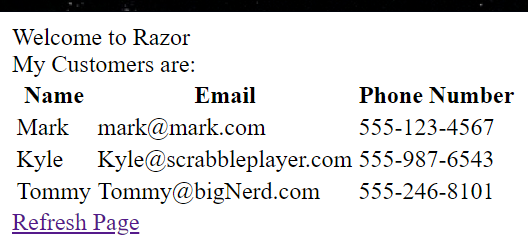 Welcome to Razor
My Customers are:
Name Email Phone Number
Mark mark@mark.com 555-123-4567
Kyle Kyle@scrabbleplayer.com 555-987-6543
Tommy Tommy@bigNerd.com 555-246-8101
Refresh Page